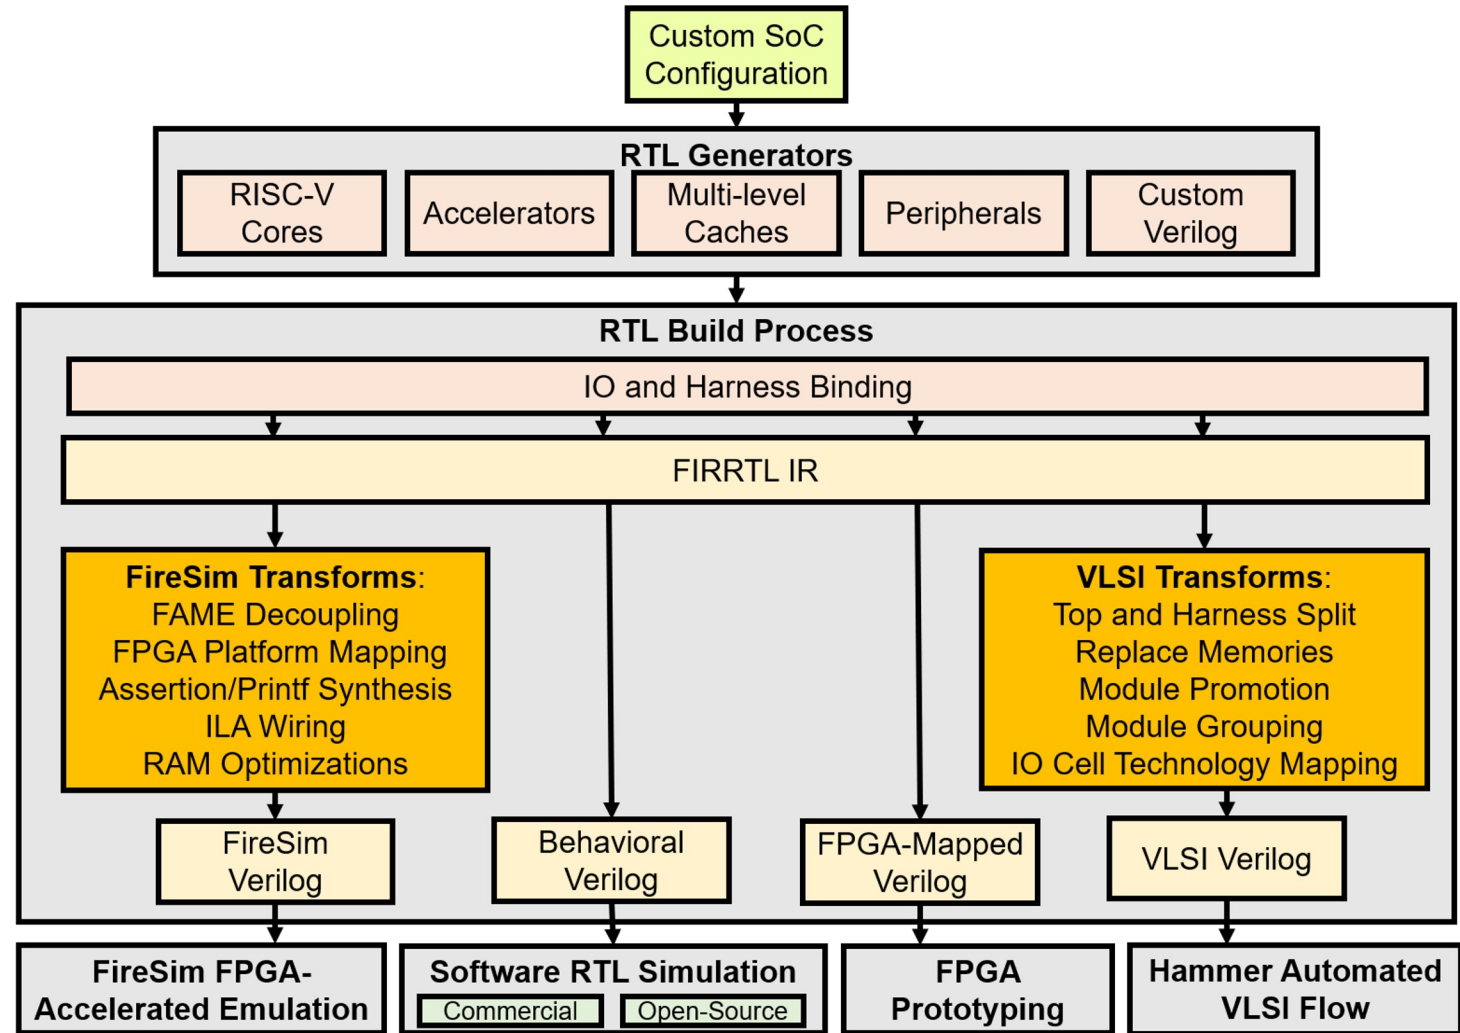 Custom SoC
Configuration
RTL Generators
RISC-V
Cores
Accelerators
Multi-level
Caches
Peripherals
Custom
Verilog
RTL Build Process
IO and Harness Binding
FIRRTL IR
FireSim Transforms:
FAME Decoupling
FPGA Platform Mapping
Assertion/Printf Synthesis
ILA Wiring
RAM Optimizations
VLSI Transforms:
Top and Harness Split
Replace Memories
Module Promotion
Module Grouping
IO Cell Technology Mapping
FireSim
Verilog
Behavioral
Verilog
FPGA-Mapped
Verilog
VLSI Verilog
FireSim FPGA-
Accelerated Emulation
Software RTL Simulation
Commercial
Open-Source
FPGA
Prototyping
Hammer Automated
VLSI Flow